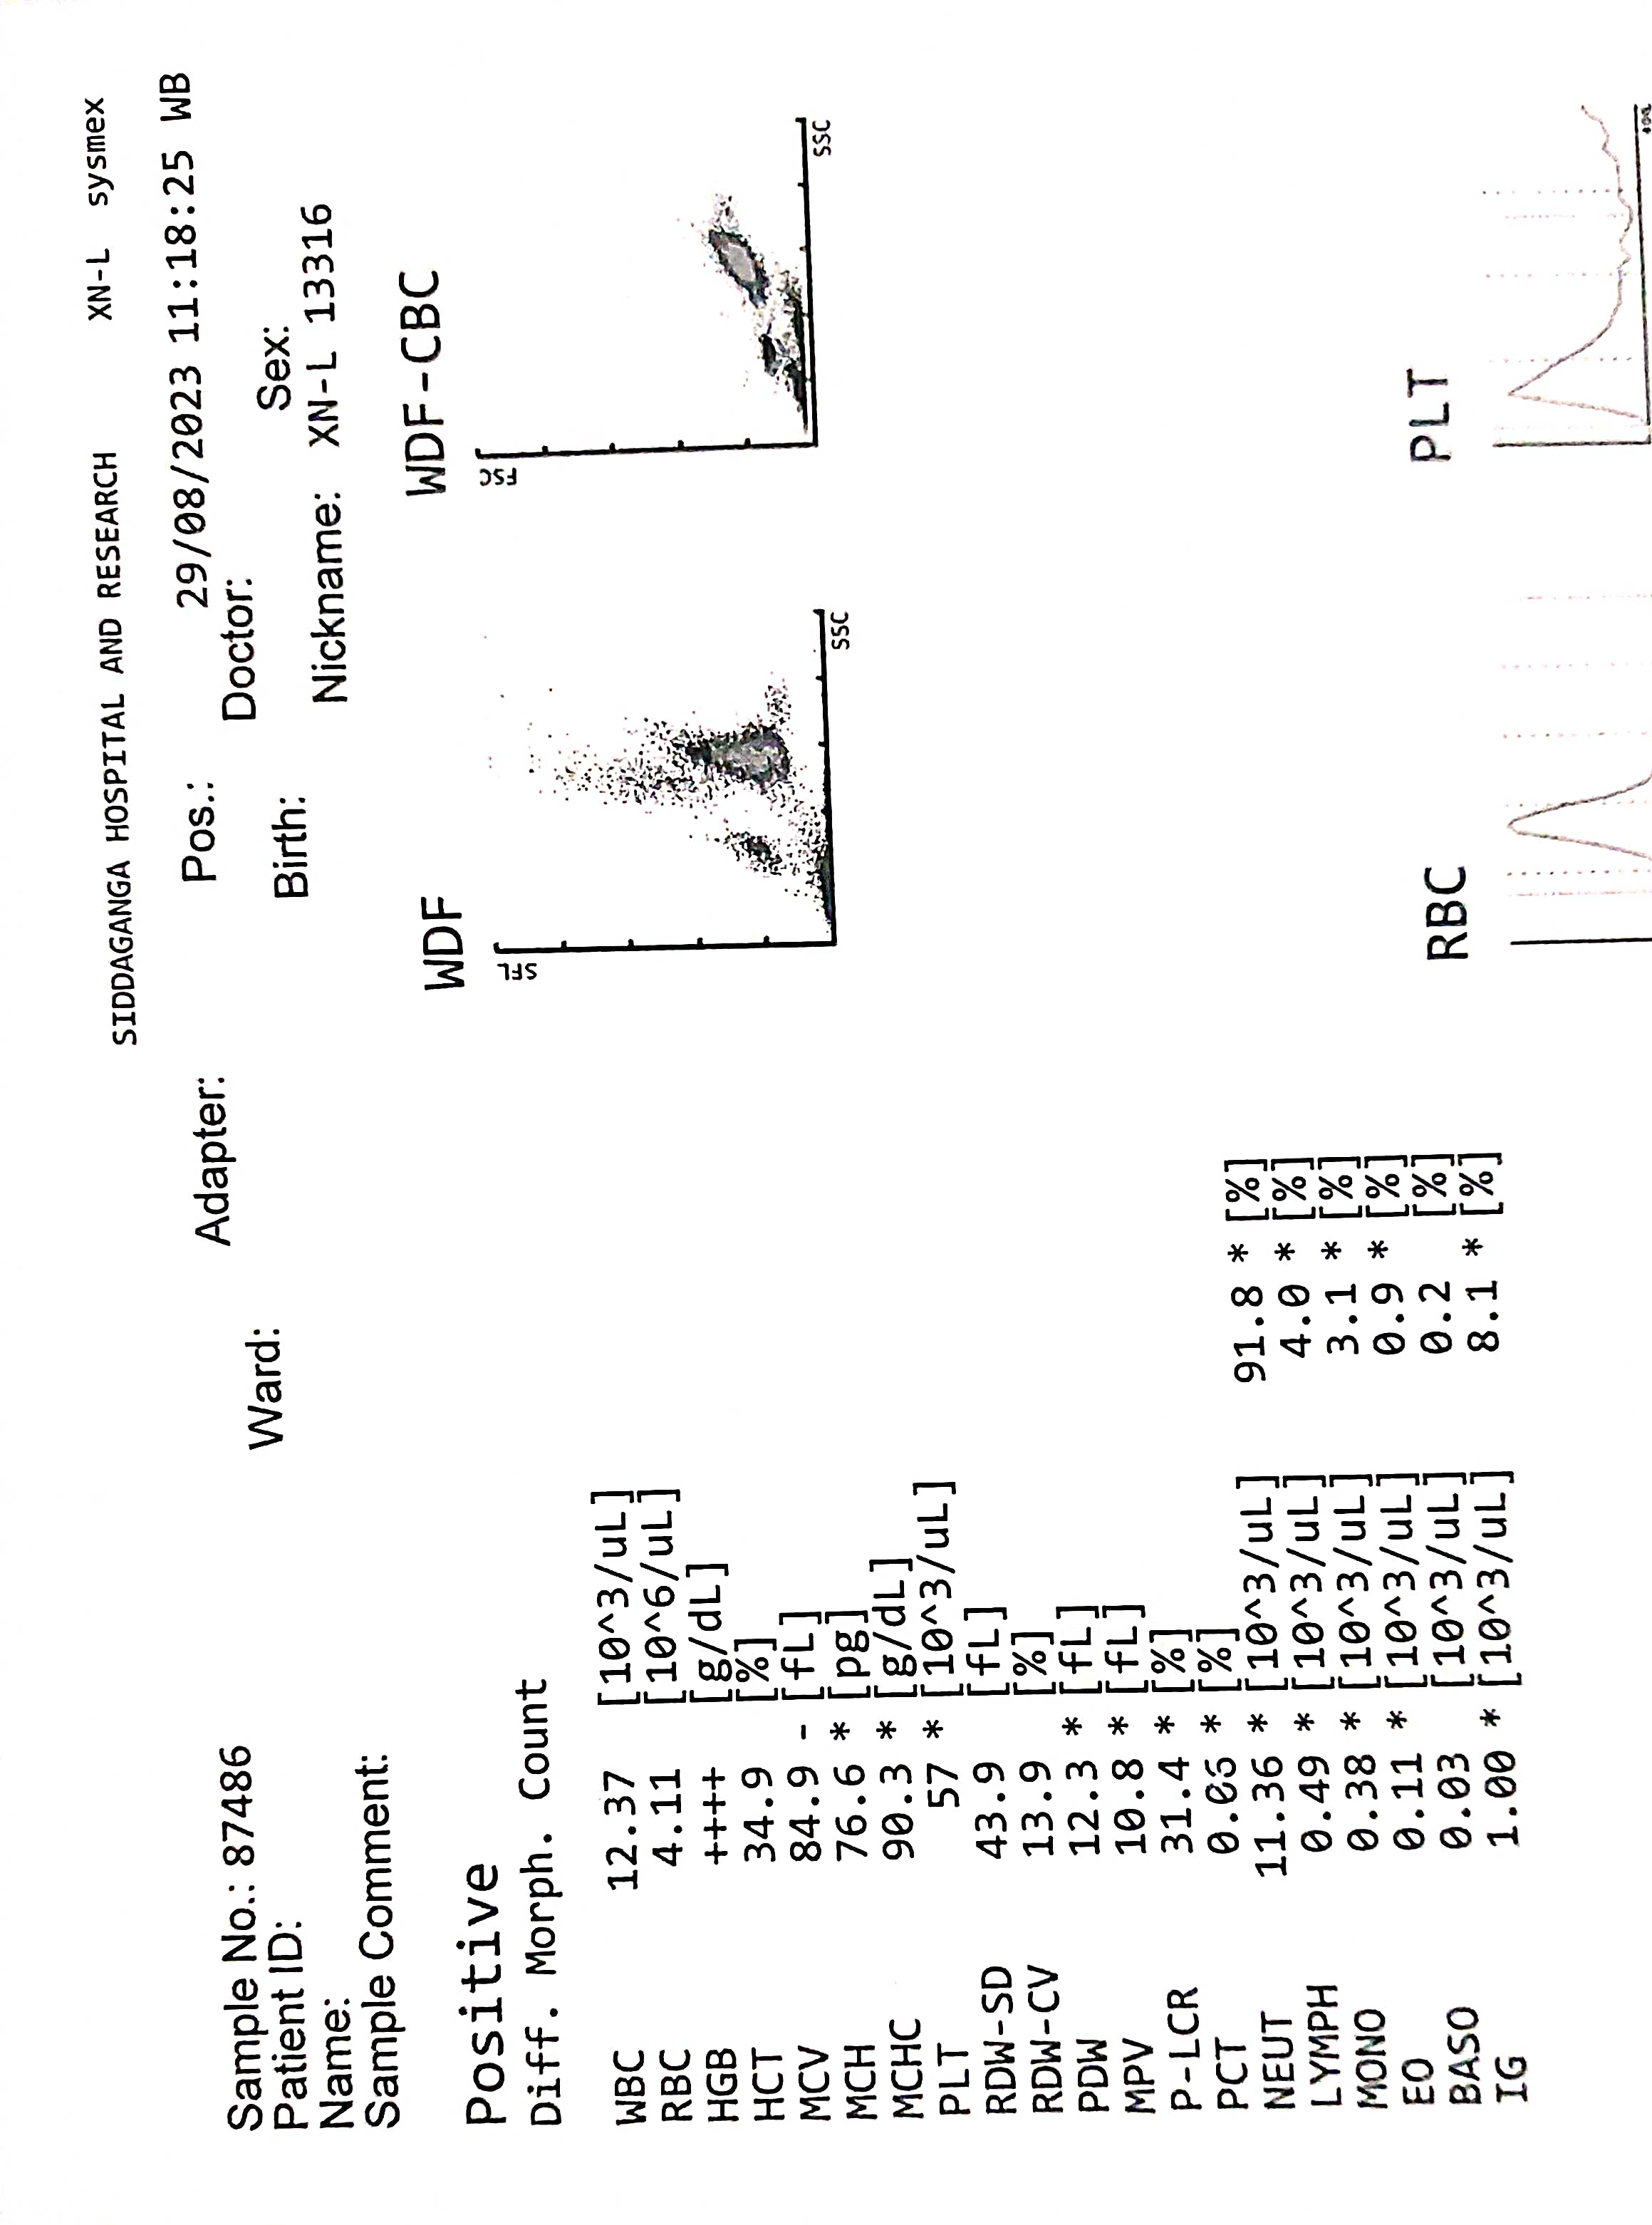 SIDDAGANGA HOSPITAL AND RESEARCH XN-L sysmex
Sample No.: 87486 Adapter: Pos.: 29/08/2023 11:18:25 WB
Patient ID: Ward: Doctor:
Name: Birth: Sex:
Sample Comment: Nickname: XN-L 13316
Positive
Diff. Morph. Count
WDF
WDF-CBC
SFL
SSC
FSC
SSC
WBC 12.37 [10^3/uL]
RBC 4.11 [10^6/uL]
HGB ++++ [g/dL]
HCT 34.9 [%]
MCV 84.9 - [fL]
MCH 76.6 * [pg]
MCHC 90.3 * [g/dL]
PLT 57 * [10^3/uL]
RDW-SD 43.9 [fL]
RDW-CV 13.9 [%]
PDW 12.3 * [fL]
MPV 10.8 * [fL]
P-LCR 31.4 * [%]
PCT 0.06 * [%]
NEUT 11.36 * [10^3/uL] 91.8 * [%]
LYMPH 0.49 * [10^3/uL] 4.0 * [%]
MONO 0.38 * [10^3/uL] 3.1 * [%]
EO 0.11 * [10^3/uL] 0.9 * [%]
BASO 0.03 [10^3/uL] 0.2 [%]
IG 1.00 * [10^3/uL] 8.1 * [%]
RBC
PLT